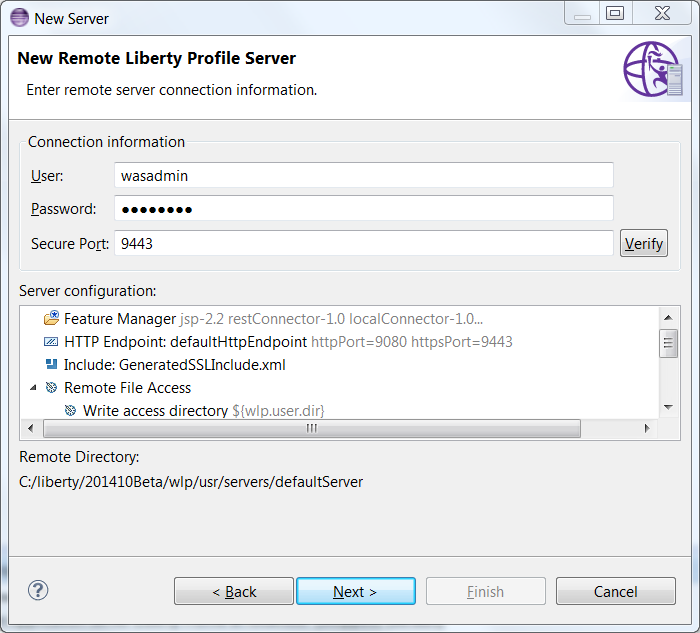 New Server
New Remote Liberty Profile Server
Enter remote server connection information.
Connection information
User:
wasadmin
Password:
●●●●●●●●
Secure Port:
9443
Verify
Server configuration:
Feature Manager jsp-2.2 restConnector-1.0 localConnector-1.0...
HTTP Endpoint: defaultHttpEndpoint httpPort=9080 httpsPort=9443
Include: GeneratedSSLInclude.xml
Remote File Access
Write access directory ${wlp.user.dir}
Remote Directory:
C:/liberty/201410Beta/wlp/usr/servers/defaultServer
?
< Back
Next >
Finish
Cancel